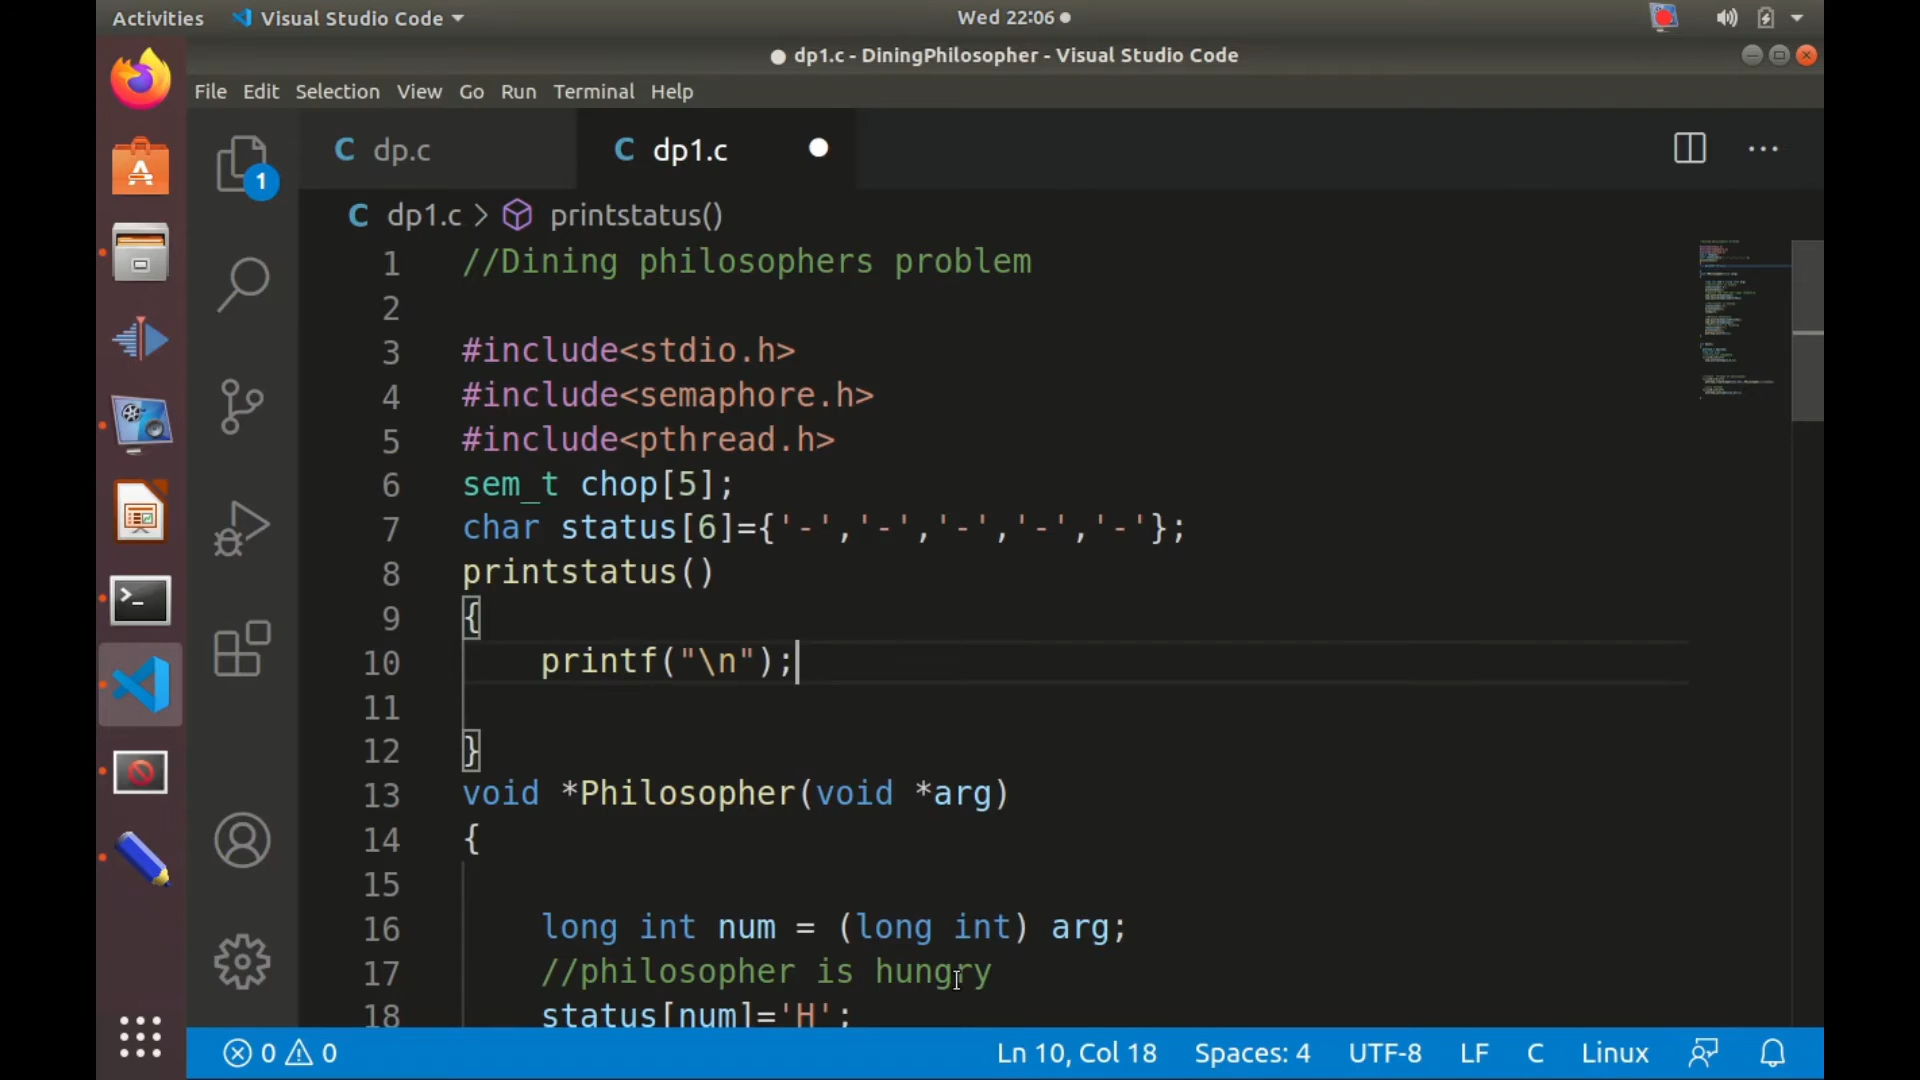 Activities Visual Studio Code Wed 22:06
dp1.c - DiningPhilosopher - Visual Studio Code
File Edit Selection View Go Run Terminal Help
C dp.c C dp1.c
1
C dp1.c > printstatus()
1 //Dining philosophers problem
2
3 #include<stdio.h>
4 #include<semaphore.h>
5 #include<pthread.h>
6 sem_t chop[5];
7 char status[6]={'-','-','-','-','-'};
8 printstatus()
9 {
10 printf("\n");
11
12 }
13 void *Philosopher(void *arg)
14 {
15
16 long int num = (long int) arg;
17 //philosopher is hungry
18 status[num]='H';
0 0 Ln 10, Col 18 Spaces: 4 UTF-8 LF C Linux